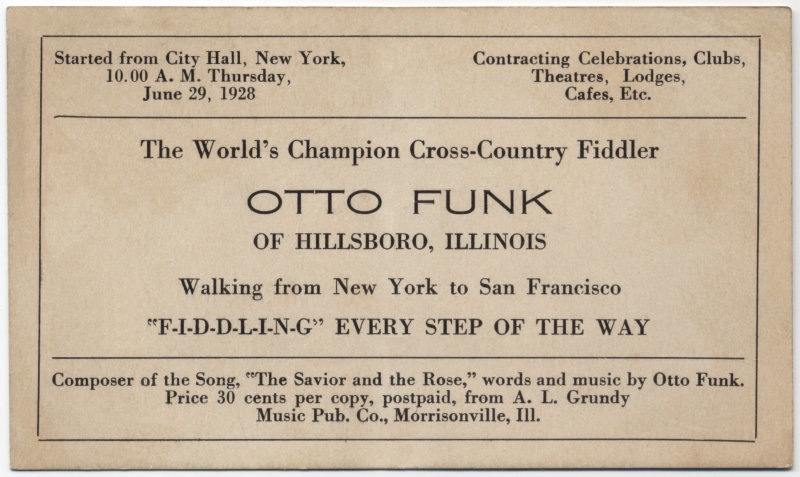 Started from City Hall, New York,
10.00 A. M. Thursday,
June 29, 1928
Contracting Celebrations, Clubs,
Theatres, Lodges,
Cafes, Etc.
The World's Champion Cross-Country Fiddler
OTTO FUNK
OF HILLSBORO, ILLINOIS
Walking from New York to San Francisco
"F-I-D-D-L-I-N-G" EVERY STEP OF THE WAY
Composer of the Song, "The Savior and the Rose," words and music by Otto Funk.
Price 30 cents per copy, postpaid, from A. L. Grundy
Music Pub. Co., Morrisonville, Ill.